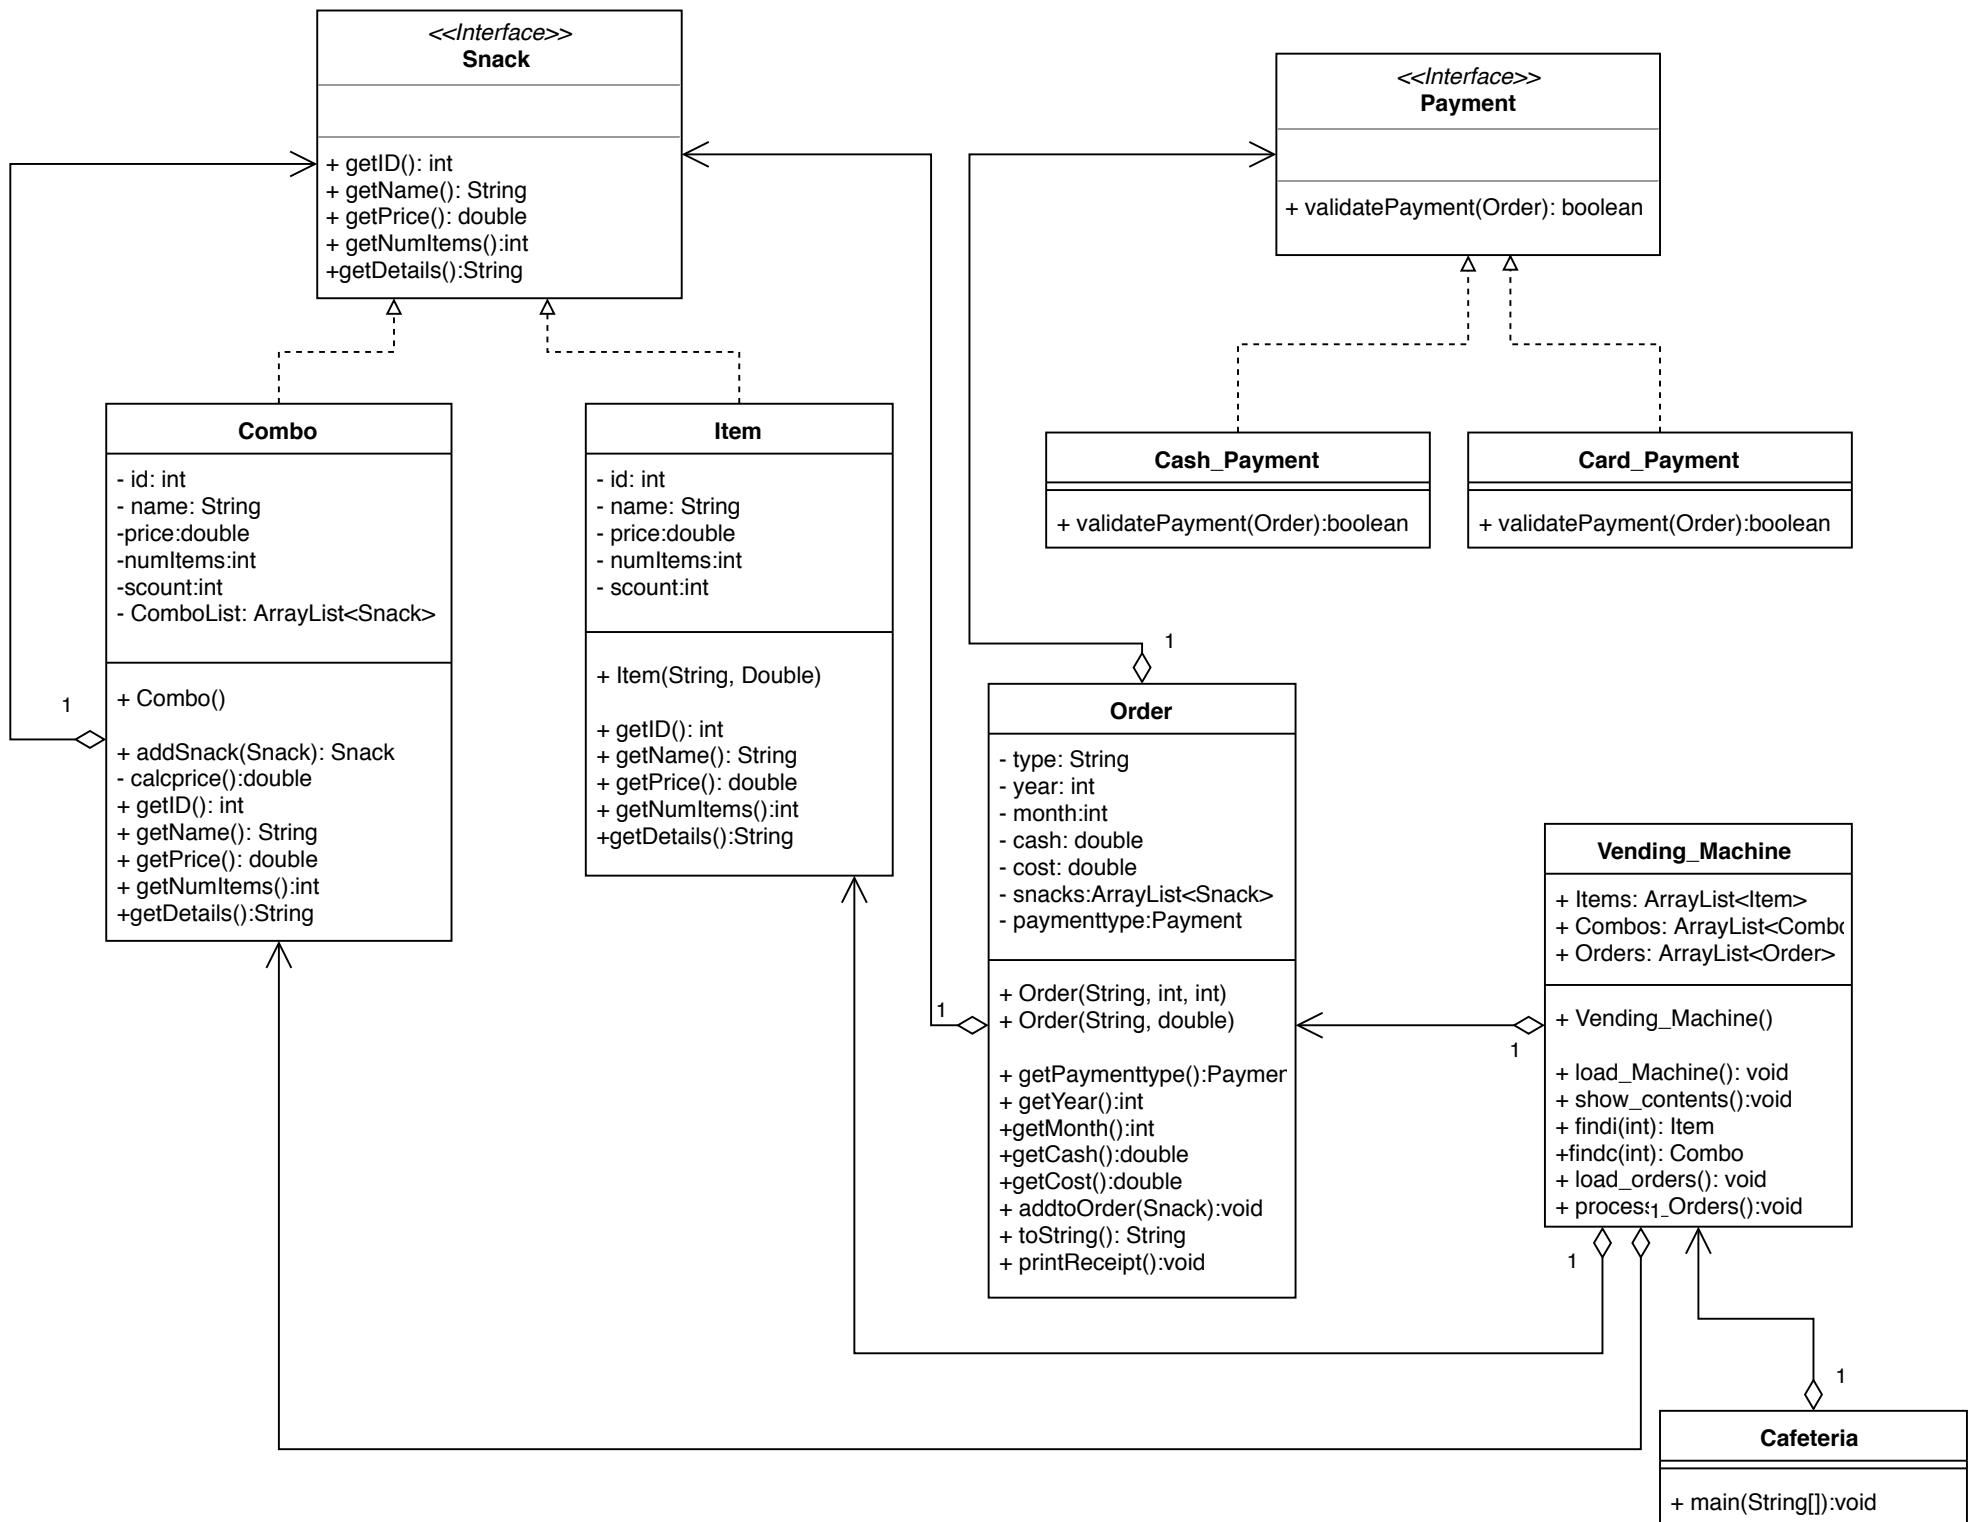 <<Interface>>
Snack
+ getID(): int
+ getName(): String
+ getPrice(): double
+ getNumItems():int
+getDetails():String
<<Interface>>
Payment
+ validatePayment(Order): boolean
Combo
- id: int
- name: String
-price:double
-numItems:int
-scount:int
- ComboList: ArrayList<Snack>
+ Combo()
+ addSnack(Snack): Snack
- calcprice():double
+ getID(): int
+ getName(): String
+ getPrice(): double
+ getNumItems():int
+getDetails():String
1
Item
- id: int
- name: String
- price:double
- numItems:int
- scount:int
+ Item(String, Double)
+ getID(): int
+ getName(): String
+ getPrice(): double
+ getNumItems():int
+getDetails():String
Cash_Payment
+ validatePayment(Order):boolean
Card_Payment
+ validatePayment(Order):boolean
1
Order
- type: String
- year: int
- month:int
- cash: double
- cost: double
- snacks:ArrayList<Snack>
- paymenttype:Payment
+ Order(String, int, int)
+ Order(String, double)
+ getPaymenttype():Paymen
+ getYear():int
+getMonth():int
+getCash():double
+getCost():double
+ addtoOrder(Snack):void
+ toString(): String
+ printReceipt():void
1
Vending_Machine
+ Items: ArrayList<Item>
+ Combos: ArrayList<Combo
+ Orders: ArrayList<Order>
+ Vending_Machine()
+ load_Machine(): void
+ show_contents():void
+ findi(int): Item
+findc(int): Combo
+ load_orders(): void
+ process_Orders():void
1
1
1
Cafeteria
+ main(String[]):void
1